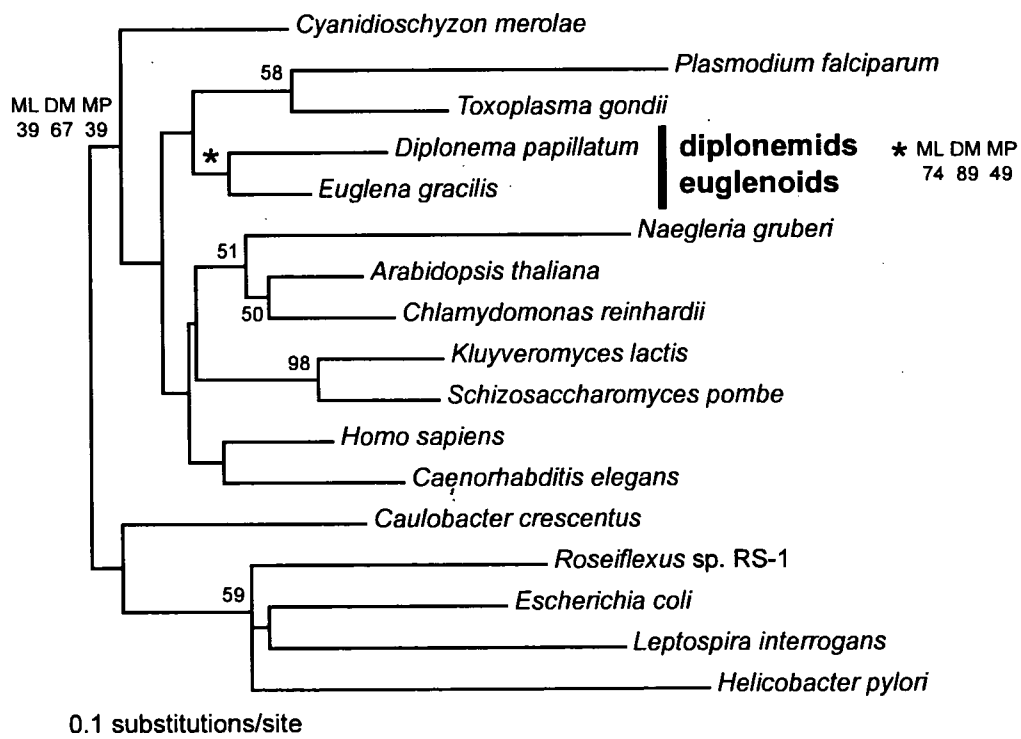 Cyanidioschyzon merolae
58
Plasmodium falciparum
ML DM MP
39 67 39
Toxoplasma gondii
* Diplonema papillatum
diplonemids
* ML DM MP
Euglena gracilis
euglenoids
74 89 49
51
Naegleria gruberi
Arabidopsis thaliana
50
Chlamydomonas reinhardii
98
Kluyveromyces lactis
Schizosaccharomyces pombe
Homo sapiens
Caenorhabditis elegans
Caulobacter crescentus
59
Roseiflexus sp. RS-1
Escherichia coli
Leptospira interrogans
Helicobacter pylori
0.1 substitutions/site